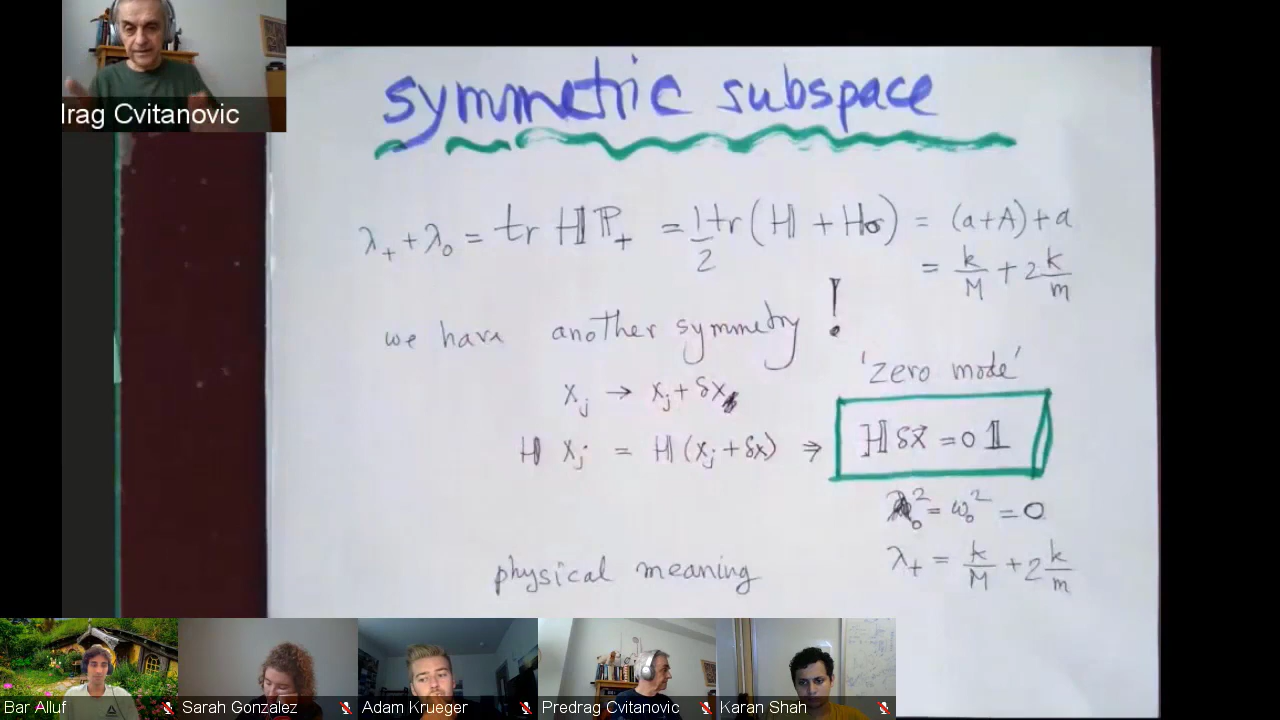 drag Cvitanovic
symmetric subspace
λ₊ + λ₀ = tr ℍ ℙ₊ = 1/2 tr (ℍ + ℍσ) = (a+A)+a
= k/M + 2 k/m
we have another symmetry !
'zero mode'
xⱼ → xⱼ + δx
ℍ xⱼ = ℍ (xⱼ + δx) ⇒ ℍ δx⃗ = 0 𝟙
₀² = ω₀² = 0
λ₊ = k/M + 2 k/m
physical meaning
Bar Alluf
Sarah Gonzalez
Adam Krueger
Predrag Cvitanovic
Karan Shah